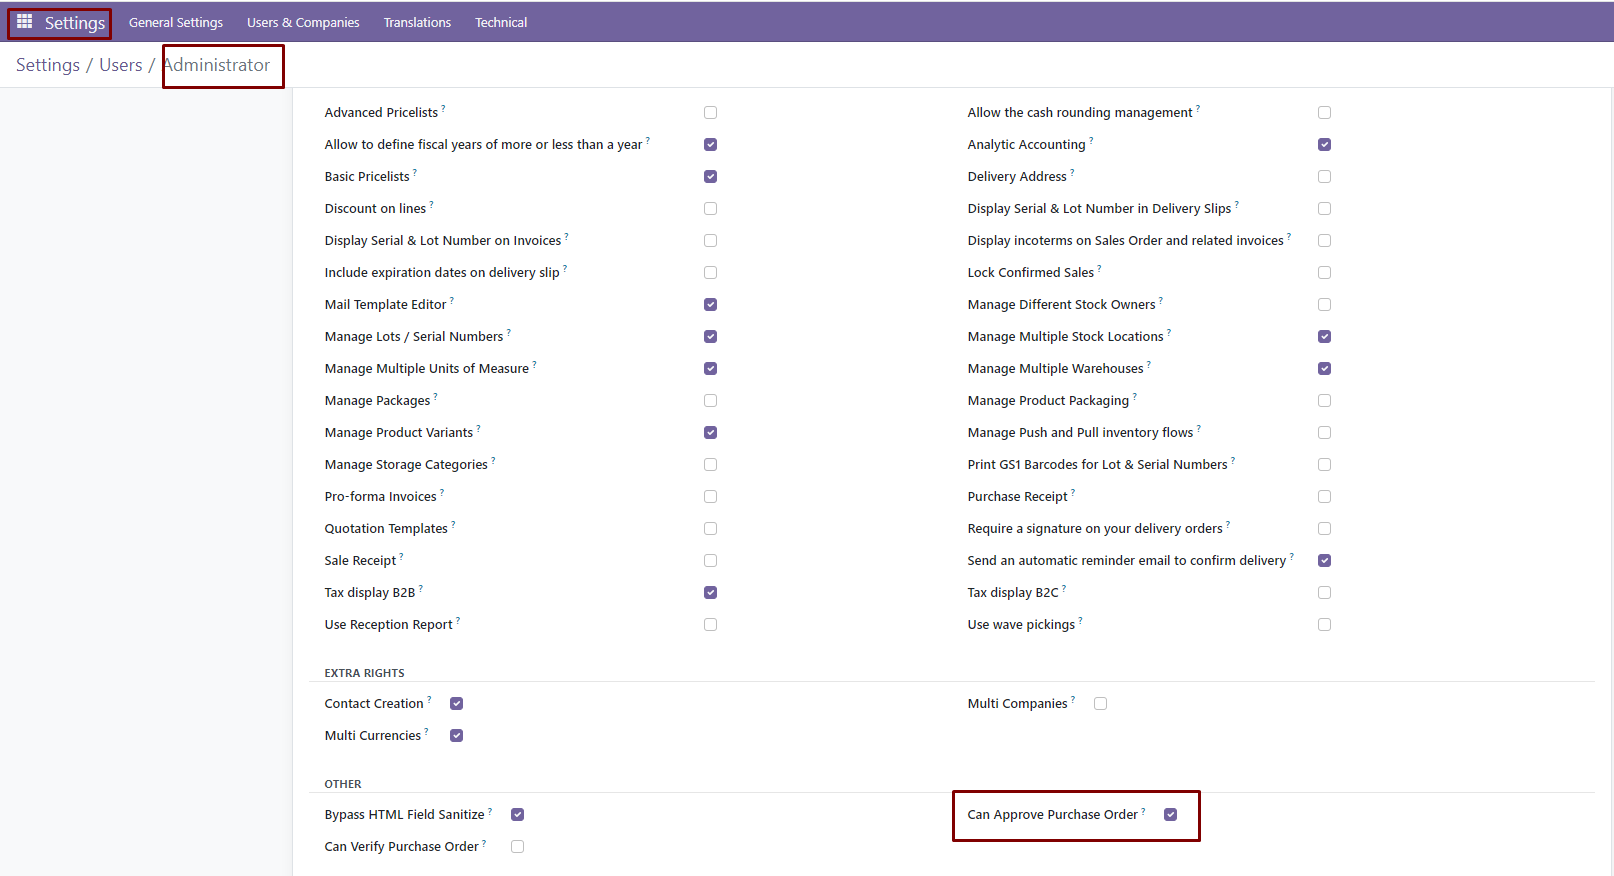 Settings General Settings Users & Companies Translations Technical
Settings / Users / Administrator
Advanced Pricelists ? Allow the cash rounding management ?
Allow to define fiscal years of more or less than a year ? Analytic Accounting ?
Basic Pricelists ? Delivery Address ?
Discount on lines ? Display Serial & Lot Number in Delivery Slips ?
Display Serial & Lot Number on Invoices ? Display incoterms on Sales Order and related invoices ?
Include expiration dates on delivery slip ? Lock Confirmed Sales ?
Mail Template Editor ? Manage Different Stock Owners ?
Manage Lots / Serial Numbers ? Manage Multiple Stock Locations ?
Manage Multiple Units of Measure ? Manage Multiple Warehouses ?
Manage Packages ? Manage Product Packaging ?
Manage Product Variants ? Manage Push and Pull inventory flows ?
Manage Storage Categories ? Print GS1 Barcodes for Lot & Serial Numbers ?
Pro-forma Invoices ? Purchase Receipt ?
Quotation Templates ? Require a signature on your delivery orders ?
Sale Receipt ? Send an automatic reminder email to confirm delivery ?
Tax display B2B ? Tax display B2C ?
Use Reception Report ? Use wave pickings ?
EXTRA RIGHTS
Contact Creation ? Multi Companies ?
Multi Currencies ?
OTHER
Bypass HTML Field Sanitize ? Can Approve Purchase Order ?
Can Verify Purchase Order ?